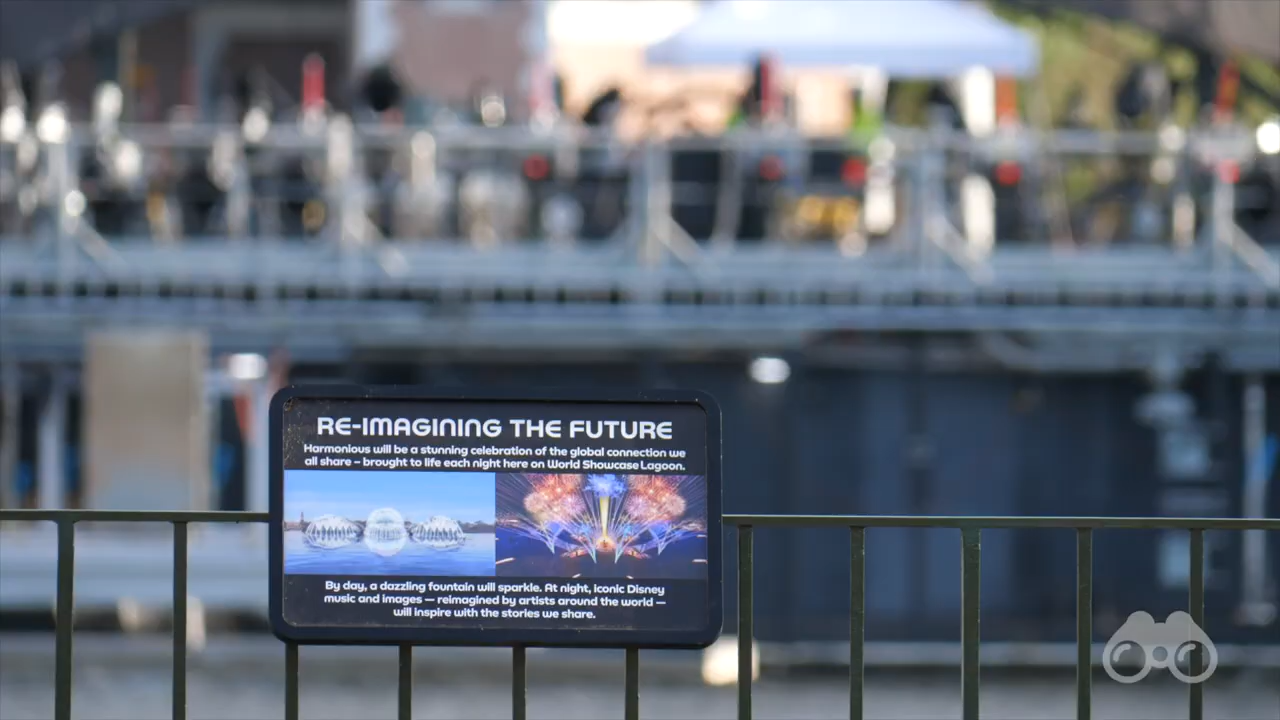 RE-IMAGINING THE FUTURE
Harmonious will be a stunning celebration of the global connection we
all share – brought to life each night here on World Showcase Lagoon.
By day, a dazzling fountain will sparkle. At night, iconic Disney
music and images — reimagined by artists around the world —
will inspire with the stories we share.